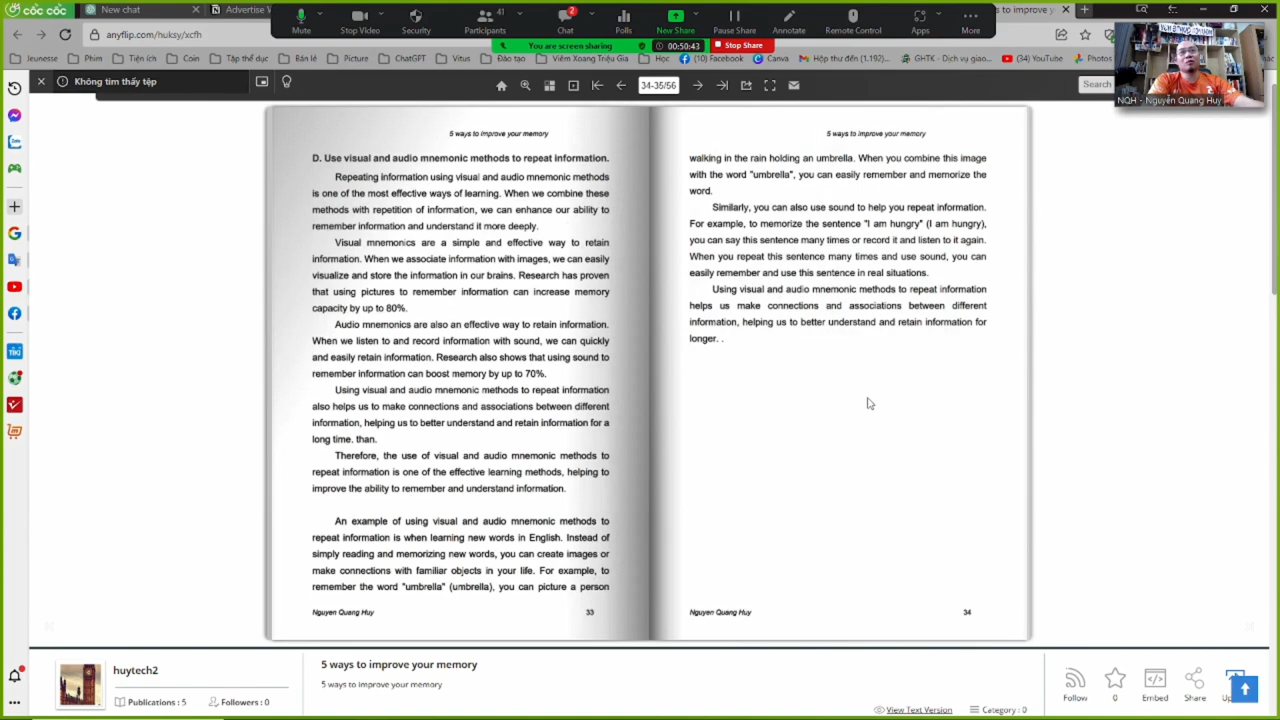 cốc cốc
New chat
Advertise
Mute
Stop Video
Security
Participants
41
Chat
2
Polls
New Share
Pause Share
Annotate
Remote Control
Apps
More
You are screen sharing
00:50:43
Stop Share
anyflip.com/huksy/xcfh
Jeunesse
Phim
Tiện ích
Coin
Tập thể dục
Bán lẻ
Picture
ChatGPT
Vitus
Đào tạo
Viêm Xoang Triệu Gia
Học
(10) Facebook
Canva
Hộp thư đến (1.192)...
GHTK - Dịch vụ giao...
(34) YouTube
Photos
NQH - Nguyễn Quang Huy
Không tìm thấy tệp
34-35/56
Search
5 ways to improve your memory
D. Use visual and audio mnemonic methods to repeat information.
Repeating information using visual and audio mnemonic methods
is one of the most effective ways of learning. When we combine these
methods with repetition of information, we can enhance our ability to
remember information and understand it more deeply.
Visual mnemonics are a simple and effective way to retain
information. When we associate information with images, we can easily
visualize and store the information in our brains. Research has proven
that using pictures to remember information can increase memory
capacity by up to 80%.
Audio mnemonics are also an effective way to retain information.
When we listen to and record information with sound, we can quickly
and easily retain information. Research also shows that using sound to
remember information can boost memory by up to 70%.
Using visual and audio mnemonic methods to repeat information
also helps us to make connections and associations between different
information, helping us to better understand and retain information for a
long time. than.
Therefore, the use of visual and audio mnemonic methods to
repeat information is one of the effective learning methods, helping to
improve the ability to remember and understand information.
An example of using visual and audio mnemonic methods to
repeat information is when learning new words in English. Instead of
simply reading and memorizing new words, you can create images or
make connections with familiar objects in your life. For example, to
remember the word "umbrella" (umbrella), you can picture a person
Nguyen Quang Huy
33
5 ways to improve your memory
walking in the rain holding an umbrella. When you combine this image
with the word "umbrella", you can easily remember and memorize the
word.
Similarly, you can also use sound to help you repeat information.
For example, to memorize the sentence "I am hungry" (I am hungry),
you can say this sentence many times or record it and listen to it again.
When you repeat this sentence many times and use sound, you can
easily remember and use this sentence in real situations.
Using visual and audio mnemonic methods to repeat information
helps us make connections and associations between different
information, helping us to better understand and retain information for
longer. .
Nguyen Quang Huy
34
huytech2
Publications : 5
Followers : 0
5 ways to improve your memory
5 ways to improve your memory
View Text Version
Category : 0
Follow
0
Embed
Share
Zalo
TIKI